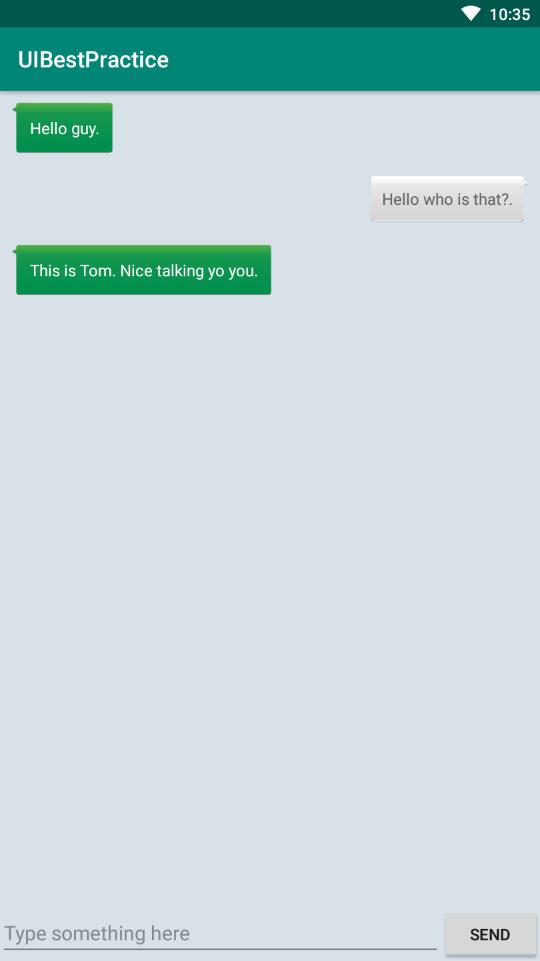 10:35
UIBestPractice
Hello guy.
Hello who is that?.
This is Tom. Nice talking yo you.
Type something here
SEND